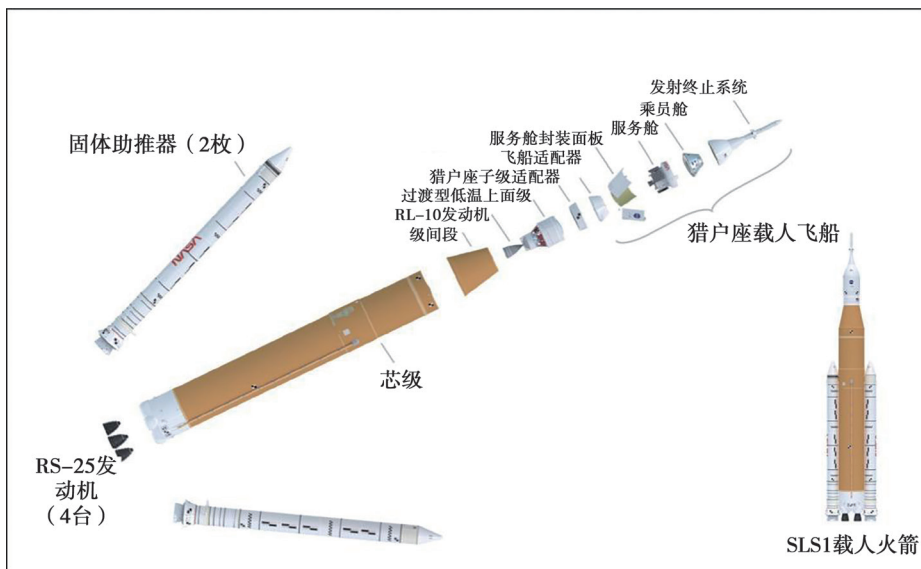 发射终止系统
乘员舱
服务舱
服务舱封装面板
飞船适配器
猎户座子级适配器
过渡型低温上面级
RL-10发动机
级间段
固体助推器（2枚）
NASA
猎户座载人飞船
芯级
RS-25发
动机
（4台）
SLS1载人火箭